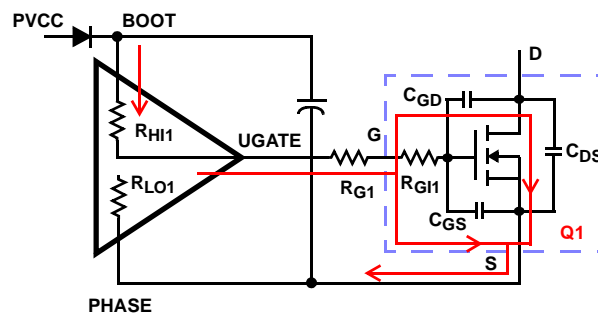 PVCC
BOOT
D
CGD
RHI1
UGATE
G
CDS
RLO1
RG1
RGI1
CGS
Q1
S
PHASE